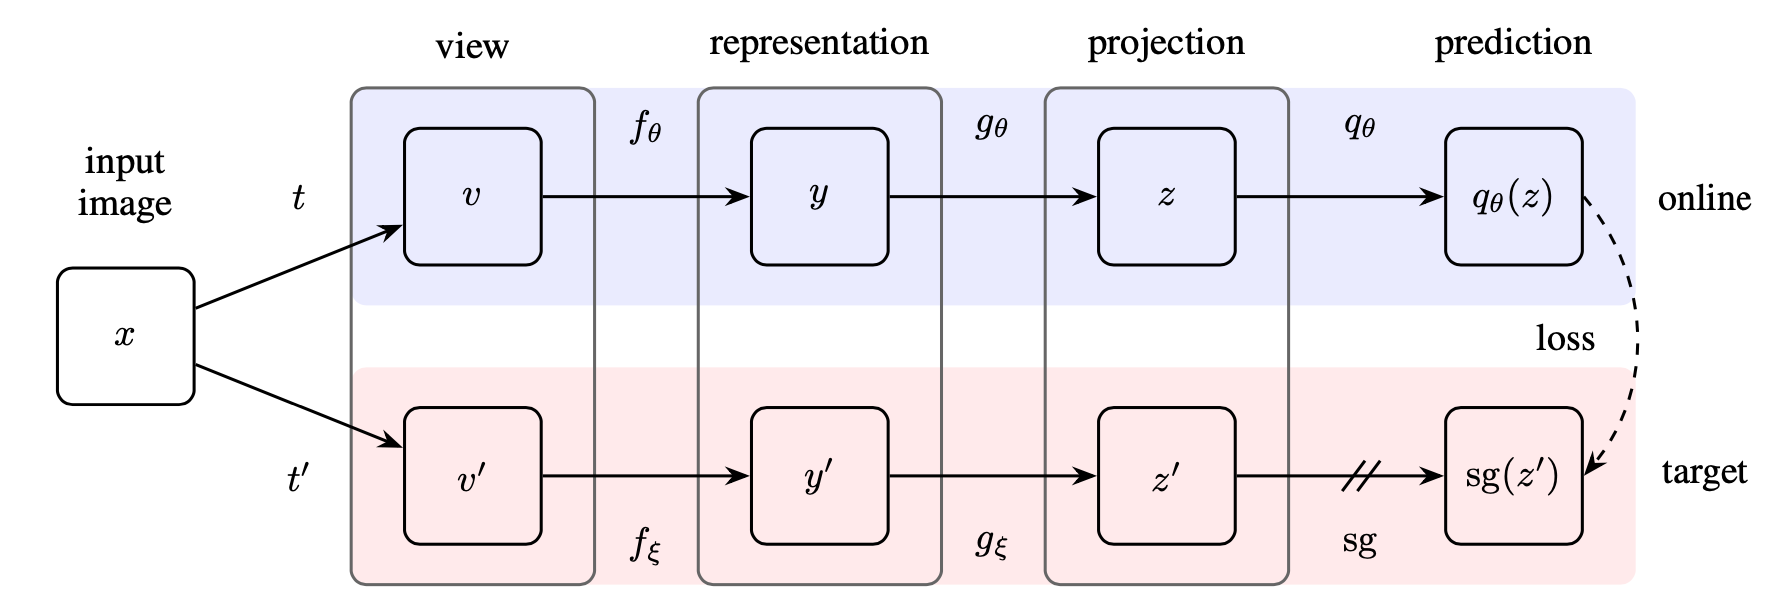 view representation projection prediction
input
image
t
f_θ g_θ q_θ
v y z q_θ(z) online
x
loss
t′
v′ y′ z′ sg(z′) target
f_ξ g_ξ sg